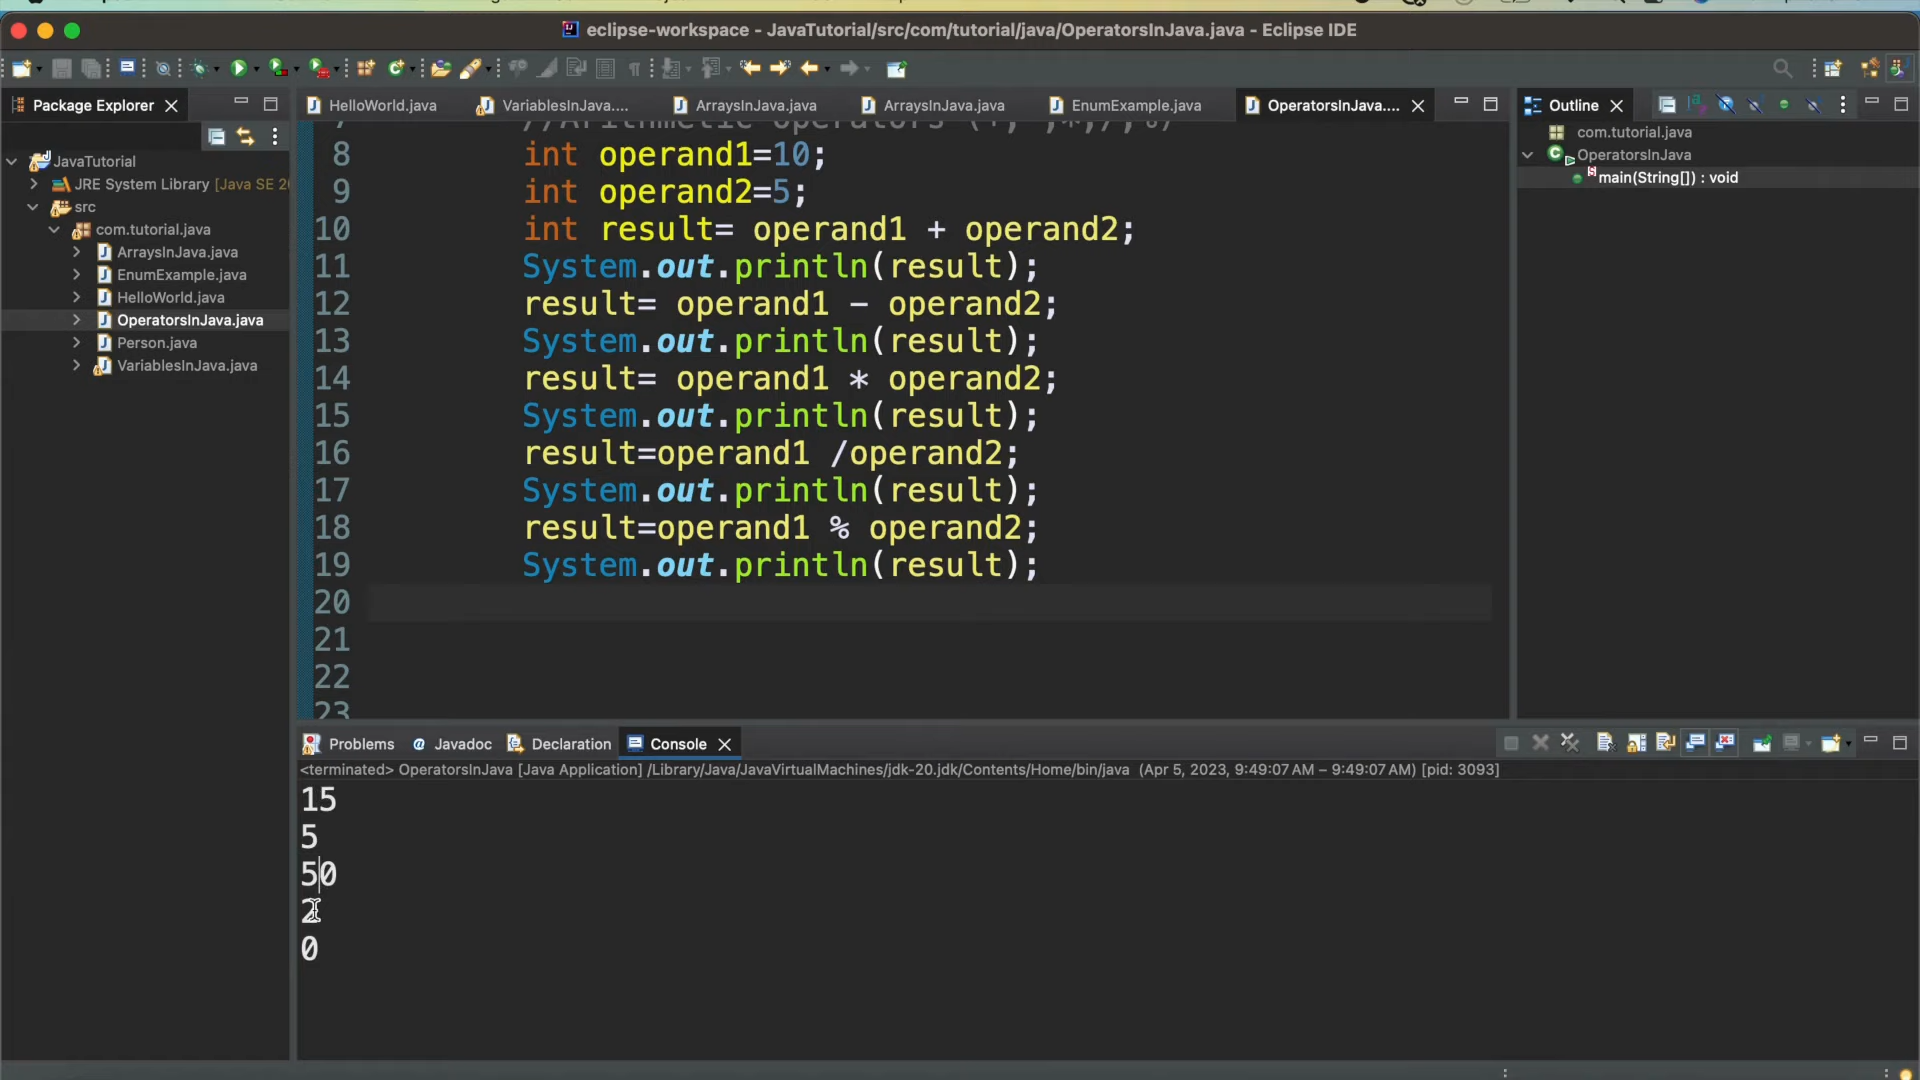 eclipse-workspace - JavaTutorial/src/com/tutorial/java/OperatorsInJava.java - Eclipse IDE
Package Explorer
HelloWorld.java
VariablesInJava....
ArraysInJava.java
ArraysInJava.java
EnumExample.java
OperatorsInJava....
Outline
JavaTutorial
JRE System Library [Java SE 20
src
com.tutorial.java
ArraysInJava.java
EnumExample.java
HelloWorld.java
OperatorsInJava.java
Person.java
VariablesInJava.java
8 int operand1=10;
9 int operand2=5;
10 int result= operand1 + operand2;
11 System.out.println(result);
12 result= operand1 - operand2;
13 System.out.println(result);
14 result= operand1 * operand2;
15 System.out.println(result);
16 result=operand1 /operand2;
17 System.out.println(result);
18 result=operand1 % operand2;
19 System.out.println(result);
20
21
22
23
com.tutorial.java
OperatorsInJava
main(String[]) : void
Problems
@ Javadoc
Declaration
Console
<terminated> OperatorsInJava [Java Application] /Library/Java/JavaVirtualMachines/jdk-20.jdk/Contents/Home/bin/java (Apr 5, 2023, 9:49:07 AM – 9:49:07 AM) [pid: 3093]
15
5
50
2
0